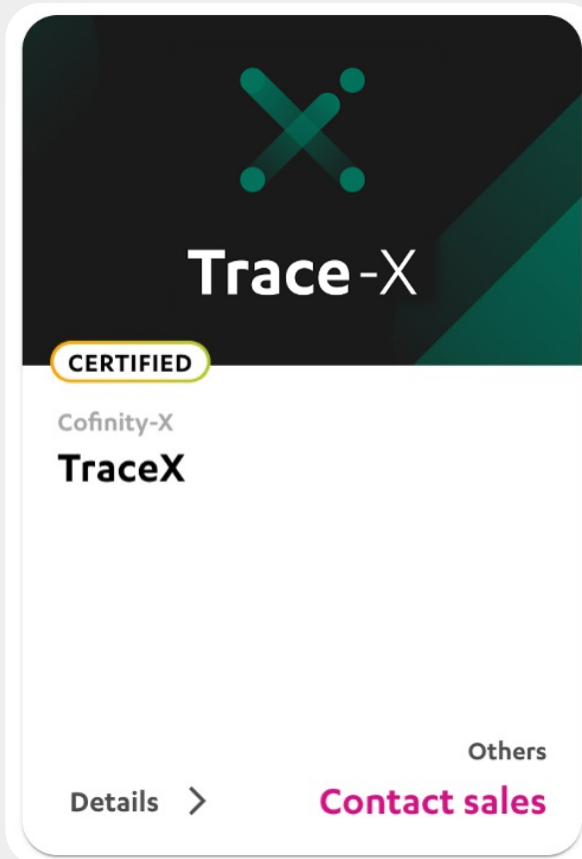 Trace-X
CERTIFIED
Cofinity-X
TraceX
Others
Details
Contact sales